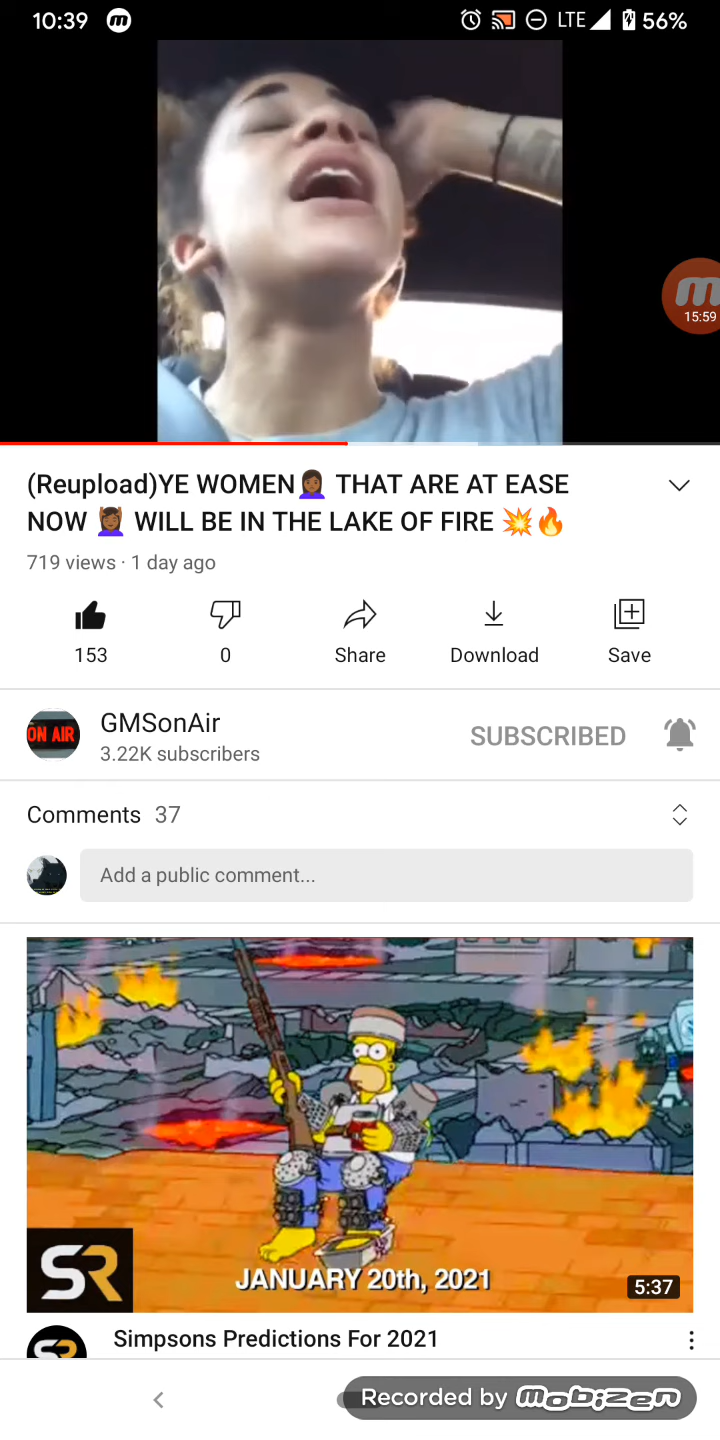 10:39
LTE 56%
15:59
(Reupload)YE WOMEN🙎🏾‍♀️ THAT ARE AT EASE
NOW 💆🏾‍♀️ WILL BE IN THE LAKE OF FIRE 💥🔥
719 views · 1 day ago
153
0
Share
Download
Save
ON AIR
GMSonAir
3.22K subscribers
SUBSCRIBED
Comments 37
Add a public comment...
SR
JANUARY 20th, 2021
5:37
Simpsons Predictions For 2021
Recorded by Mobizen